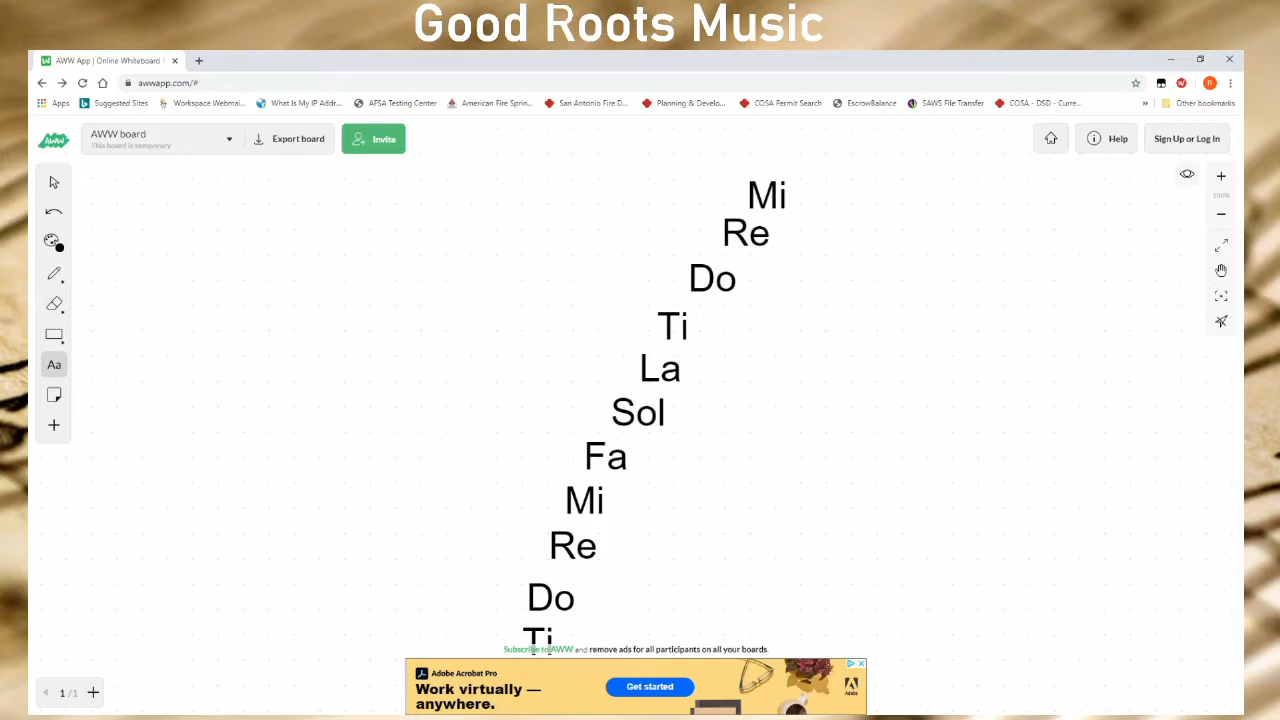 Good Roots Music
AWW App | Online Whiteboard
awwapp.com/#
Apps Suggested Sites Workspace Webmai... What Is My IP Addr... AFSA Testing Center American Fire Sprin... San Antonio Fire D... Planning & Develo... COSA Permit Search EscrowBalance SAWS File Transfer COSA - DSD - Curre... » Other bookmarks
AWW board
This board is temporary
Export board
Invite
Help
Sign Up or Log In
100%
Aa
Mi
Re
Do
Ti
La
Sol
Fa
Mi
Re
Do
Ti
Subscribe to AWW and remove ads for all participants on all your boards
Adobe Acrobat Pro
Work virtually —
anywhere.
Get started
Adobe
1 / 1